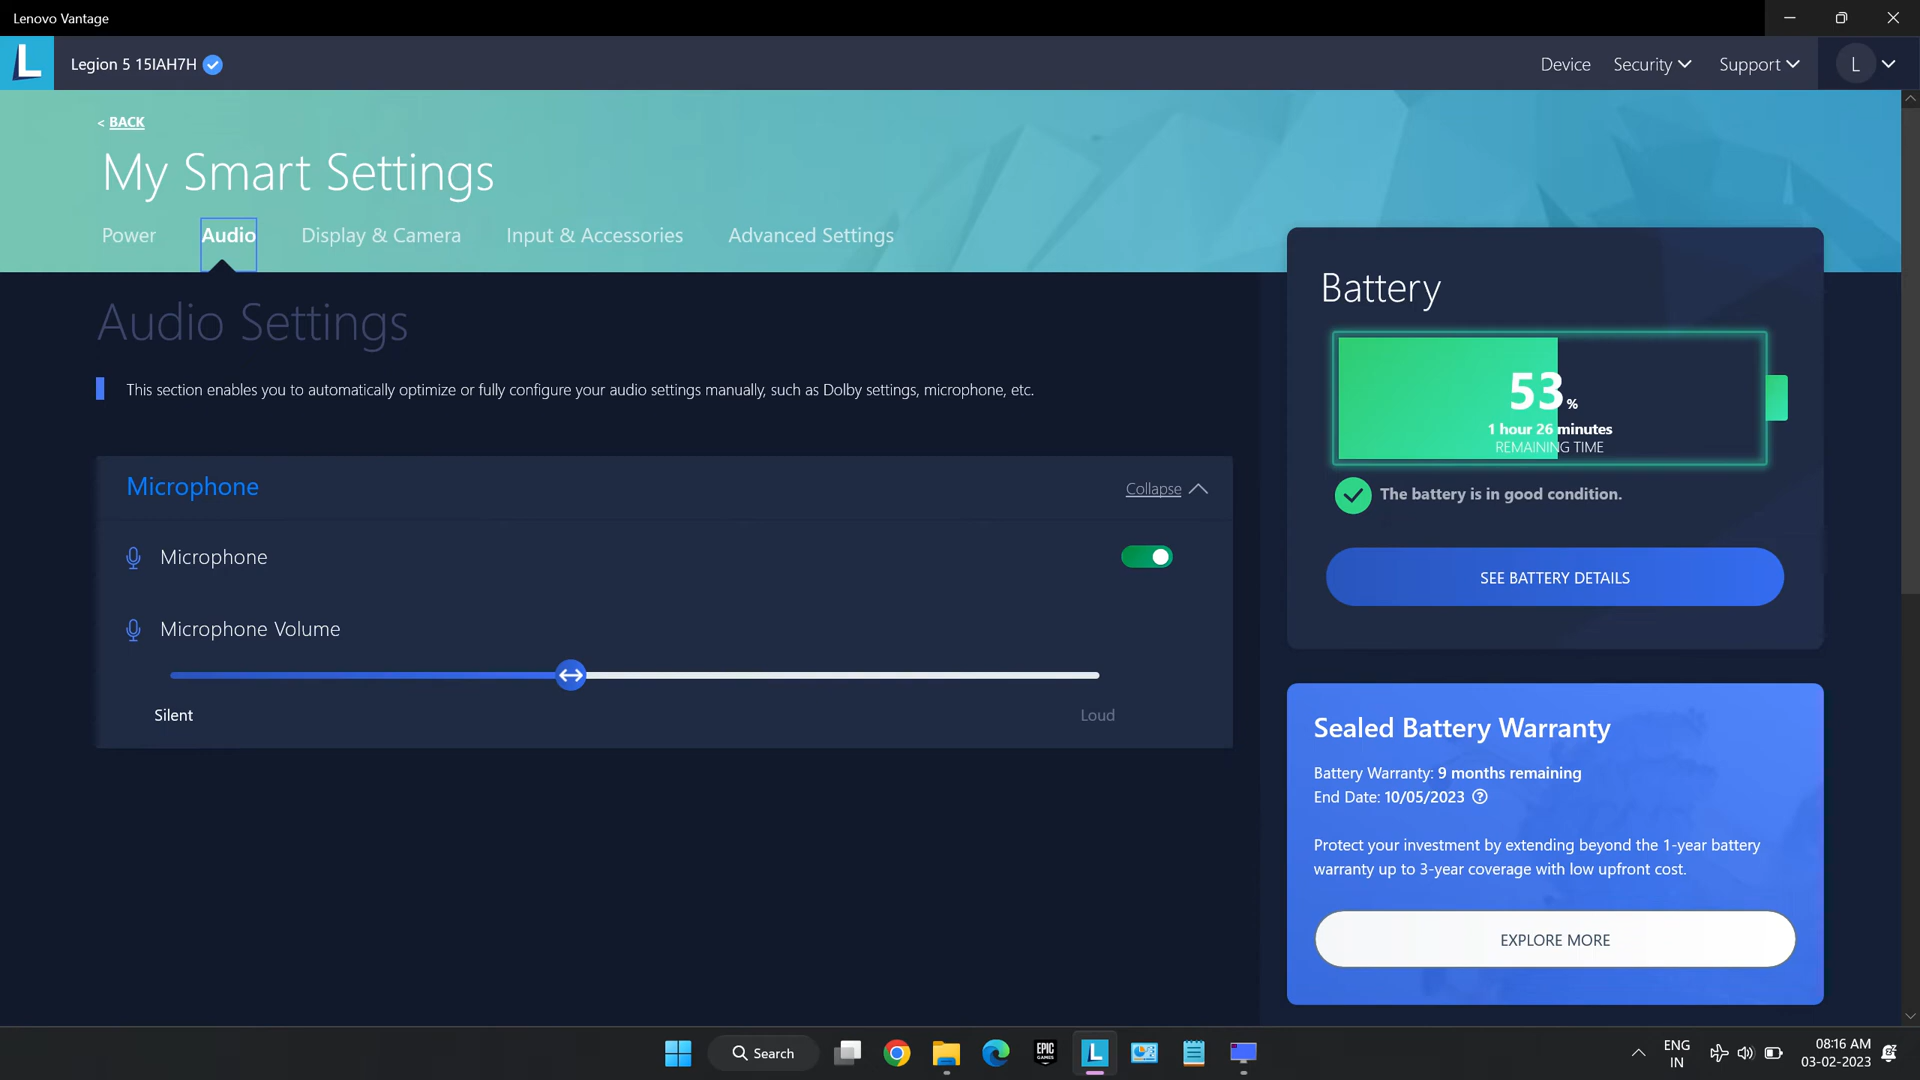 Lenovo Vantage
Legion 5 15IAH7H
Device
Security
Support
L
< BACK
My Smart Settings
Power
Audio
Display & Camera
Input & Accessories
Advanced Settings
Audio Settings
This section enables you to automatically optimize or fully configure your audio settings manually, such as Dolby settings, microphone, etc.
Microphone
Collapse
Microphone
Microphone Volume
Silent
Loud
Battery
53 %
1 hour 26 minutes
REMAINING TIME
The battery is in good condition.
SEE BATTERY DETAILS
Sealed Battery Warranty
Battery Warranty: 9 months remaining
End Date: 10/05/2023
Protect your investment by extending beyond the 1-year battery
warranty up to 3-year coverage with low upfront cost.
EXPLORE MORE
Search
EPIC
GAMES
L
ENG
IN
08:16 AM
03-02-2023